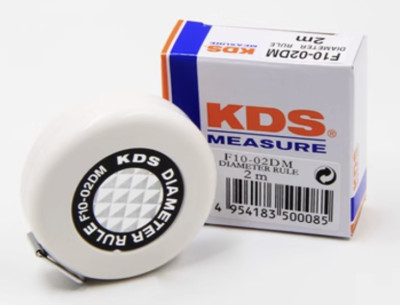 KDS
MEASURE
F10-02DM
DIAMETER RULE
2m
KDS
MEASURE
F10-02DM
DIAMETER RULE
2 m
4 954183 500085
KDS DIAMETER RULE F10-02DM